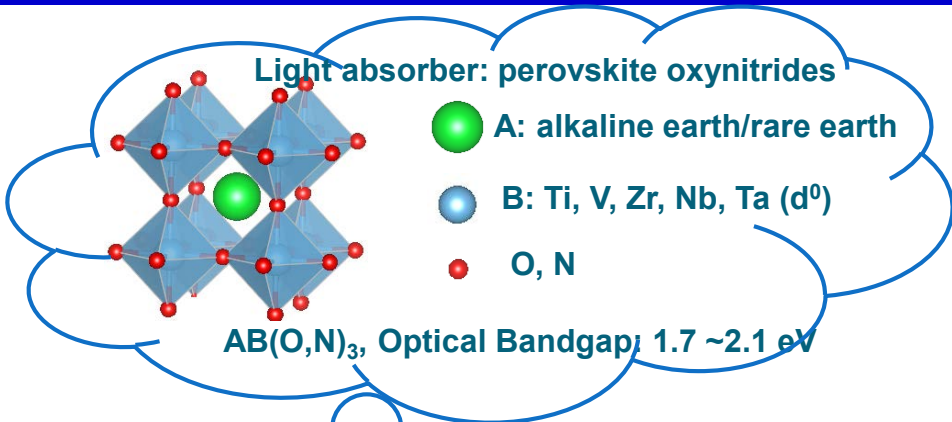 Light absorber: perovskite oxynitrides
A: alkaline earth/rare earth
B: Ti, V, Zr, Nb, Ta (d⁰)
O, N
AB(O,N)₃, Optical Bandgap: 1.7 ~2.1 eV